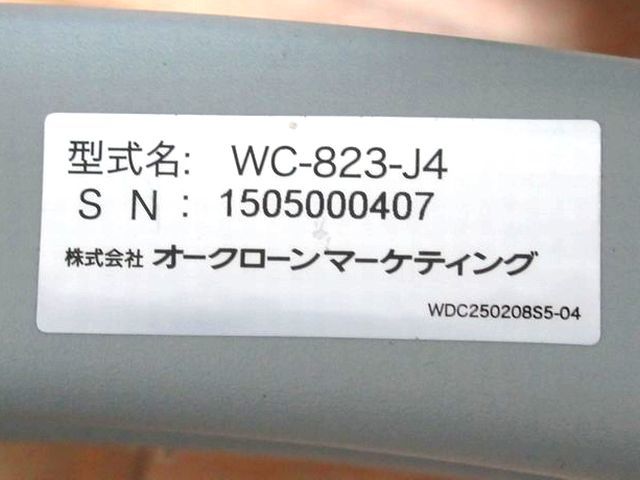 型式名: WC-823-J4
S N : 1505000407
株式会社 オークローンマーケティング
WDC250208S5-04